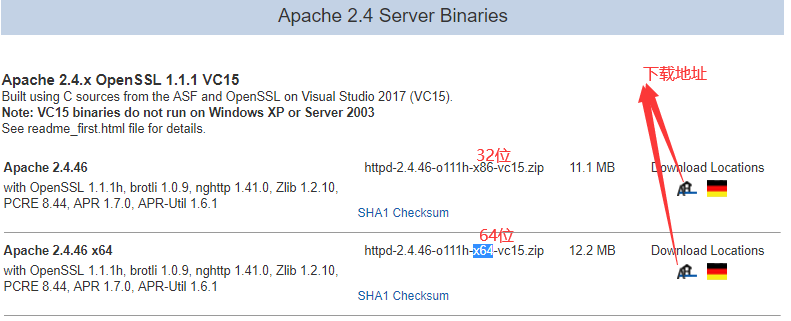 Apache 2.4 Server Binaries
下载地址
Apache 2.4.x OpenSSL 1.1.1 VC15
Built using C sources from the ASF and OpenSSL on Visual Studio 2017 (VC15).
Note: VC15 binaries do not run on Windows XP or Server 2003
See readme_first.html file for details.
32位
Apache 2.4.46 httpd-2.4.46-o111h-x86-vc15.zip 11.1 MB Download Locations
with OpenSSL 1.1.1h, brotli 1.0.9, nghttp 1.41.0, Zlib 1.2.10,
PCRE 8.44, APR 1.7.0, APR-Util 1.6.1
SHA1 Checksum
64位
Apache 2.4.46 x64 httpd-2.4.46-o111h-x64-vc15.zip 12.2 MB Download Locations
with OpenSSL 1.1.1h, brotli 1.0.9, nghttp 1.41.0, Zlib 1.2.10,
PCRE 8.44, APR 1.7.0, APR-Util 1.6.1
SHA1 Checksum